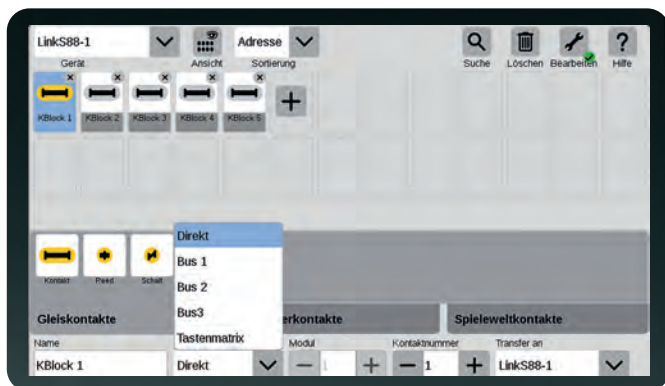 LinkS88-1 Adresse
Gerät Ansicht Sortierung Suche Löschen Bearbeiten Hilfe
KBlock 1 KBlock 2 KBlock 3 KBlock 4 KBlock 5
Direkt
Bus 1
Bus 2
Bus3
Tastenmatrix
Kontakt Reed Schalt
Gleiskontakte erkontakte Spieleweltkontakte
Name Modul Kontaktnummer Transfer an
KBlock 1 Direkt 1 1 LinkS88-1